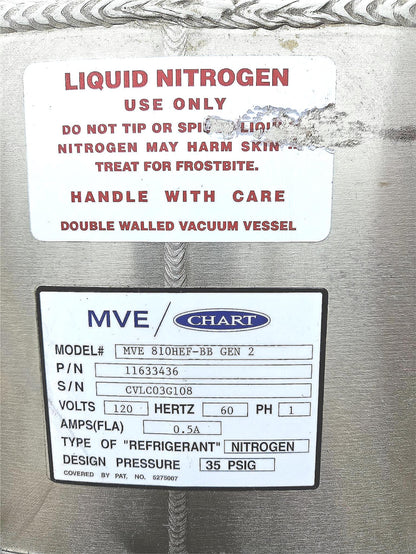 LIQUID NITROGEN
USE ONLY
DO NOT TIP OR
NITROGEN MAY HARM SKIN
TREAT FOR FROSTBITE.
HANDLE WITH CARE
DOUBLE WALLED VACUUM VESSEL
MVE / CHART
MODEL# MVE 810HEF-BB GEN 2
P/N 11633436
S/N CVLC03G108
VOLTS 120 HERTZ 60 PH 1
AMPS(FLA) 0.5A
TYPE OF "REFRIGERANT" NITROGEN
DESIGN PRESSURE 35 PSIG
COVERED BY PAT. NO. 5275007